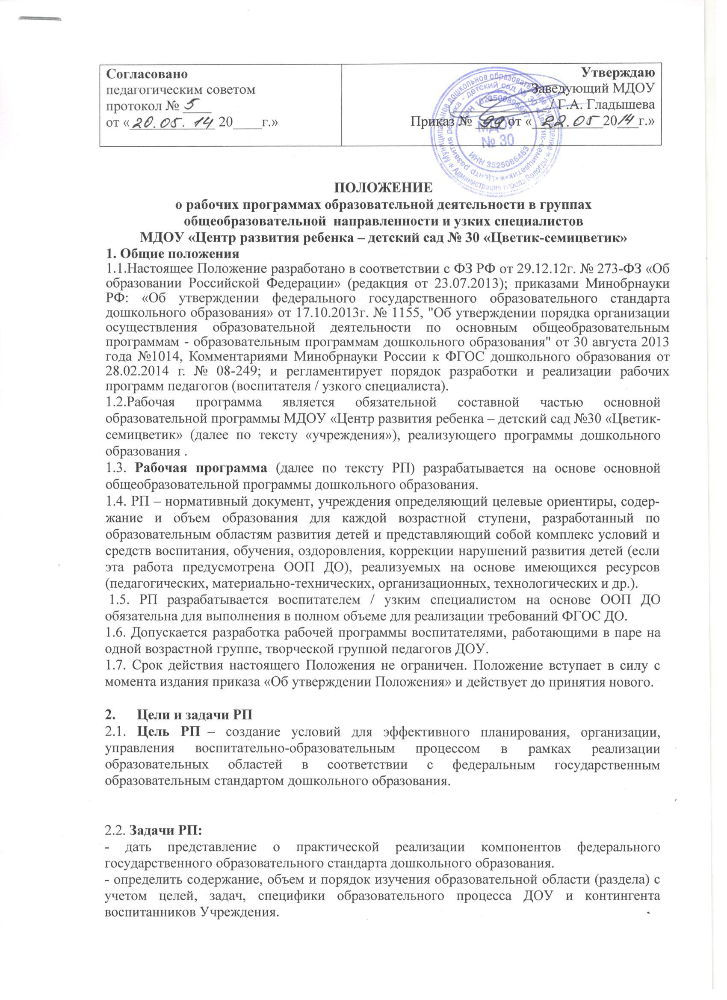 Согласовано
педагогическим советом
протокол № 5
от «20.05.14 20____г.»
Утверждаю
Заведующий МДОУ
/ Г.А. Гладышева
Приказ № 99 от «22.05 2014 г.»
Муниципальное дошкольное образовательное учреждение * Администрация города Вологды *
«Центр развития ребенка - детский сад № 30 «Цветик-семицветик» *
МДОУ
№ 30
ИНН 3525086483
ПОЛОЖЕНИЕ
о рабочих программах образовательной деятельности в группах
общеобразовательной направленности и узких специалистов
МДОУ «Центр развития ребенка – детский сад № 30 «Цветик-семицветик»
1. Общие положения
1.1.Настоящее Положение разработано в соответствии с ФЗ РФ от 29.12.12г. № 273-ФЗ «Об
образовании Российской Федерации» (редакция от 23.07.2013); приказами Минобрнауки
РФ: «Об утверждении федерального государственного образовательного стандарта
дошкольного образования» от 17.10.2013г. № 1155, "Об утверждении порядка организации
осуществления образовательной деятельности по основным общеобразовательным
программам - образовательным программам дошкольного образования" от 30 августа 2013
года №1014, Комментариями Минобрнауки России к ФГОС дошкольного образования от
28.02.2014 г. № 08-249; и регламентирует порядок разработки и реализации рабочих
программ педагогов (воспитателя / узкого специалиста).
1.2.Рабочая программа является обязательной составной частью основной
образовательной программы МДОУ «Центр развития ребенка – детский сад №30 «Цветик-
семицветик» (далее по тексту «учреждения»), реализующего программы дошкольного
образования .
1.3. Рабочая программа (далее по тексту РП) разрабатывается на основе основной
общеобразовательной программы дошкольного образования.
1.4. РП – нормативный документ, учреждения определяющий целевые ориентиры, содер-
жание и объем образования для каждой возрастной ступени, разработанный по
образовательным областям развития детей и представляющий собой комплекс условий и
средств воспитания, обучения, оздоровления, коррекции нарушений развития детей (если
эта работа предусмотрена ООП ДО), реализуемых на основе имеющихся ресурсов
(педагогических, материально-технических, организационных, технологических и др.).
1.5. РП разрабатывается воспитателем / узким специалистом на основе ООП ДО
обязательна для выполнения в полном объеме для реализации требований ФГОС ДО.
1.6. Допускается разработка рабочей программы воспитателями, работающими в паре на
одной возрастной группе, творческой группой педагогов ДОУ.
1.7. Срок действия настоящего Положения не ограничен. Положение вступает в силу с
момента издания приказа «Об утверждении Положения» и действует до принятия нового.
2. Цели и задачи РП
2.1. Цель РП – создание условий для эффективного планирования, организации,
управления воспитательно-образовательным процессом в рамках реализации
образовательных областей в соответствии с федеральным государственным
образовательным стандартом дошкольного образования.
2.2. Задачи РП:
- дать представление о практической реализации компонентов федерального
государственного образовательного стандарта дошкольного образования.
- определить содержание, объем и порядок изучения образовательной области (раздела) с
учетом целей, задач, специфики образовательного процесса ДОУ и контингента
воспитанников Учреждения.